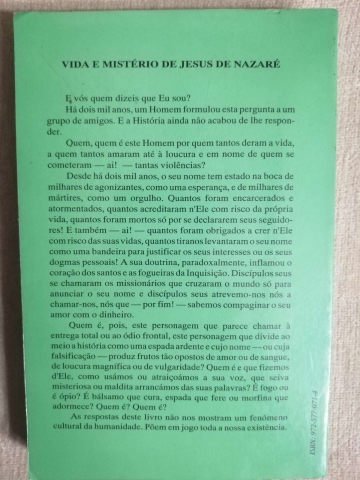 VIDA E MISTÉRIO DE JESUS DE NAZARÉ
E vós quem dizeis que Eu sou?
Há dois mil anos, um Homem formulou esta pergunta a um
grupo de amigos. E a História ainda não acabou de lhe respon-
der.
Quem, quem é este Homem por quem tantos deram a vida,
a quem tantos amaram até à loucura e em nome de quem se
cometeram — ai! — tantas violências?
Desde há dois mil anos, o seu nome tem estado na boca de
milhares de agonizantes, como uma esperança, e de milhares de
mártires, como um orgulho. Quantos foram encarcerados e
atormentados, quantos acreditaram n'Ele com risco da própria
vida, quantos foram mortos só por se declararem seus seguido-
res! E também — ai! — quantos foram obrigados a crer n'Ele
com risco das suas vidas, quantos tiranos levantaram o seu nome
como uma bandeira para justificar os seus interesses ou os seus
dogmas pessoais! A sua doutrina, paradoxalmente, inflamou o
coração dos santos e as fogueiras da Inquisição. Discípulos seus
se chamaram os missionários que cruzaram o mundo só para
anunciar o seu nome e discípulos seus atrevemo-nos nós a
chamar-nos, nós que — por fim! — sabemos compaginar o seu
amor com o dinheiro.
Quem é, pois, este personagem que parece chamar à
entrega total ou ao ódio frontal, este personagem que divide ao
meio a história como uma espada ardente e cujo nome — ou cuja
falsificação — produz frutos tão opostos de amor ou de sangue,
de loucura magnífica ou de vulgaridade? Quem é e que fizemos
d'Ele, como usámos ou atraiçoámos a sua voz, que seiva
misteriosa ou maldita arrancámos das suas palavras? É fogo ou
é ópio? É bálsamo que cura, espada que fere ou morfina que
adormece? Quem é? Quem é?
As respostas deste livro não nos mostram um fenómeno
cultural da humanidade. Põem em jogo toda a nossa existência.
ISBN: 972-577-071-4